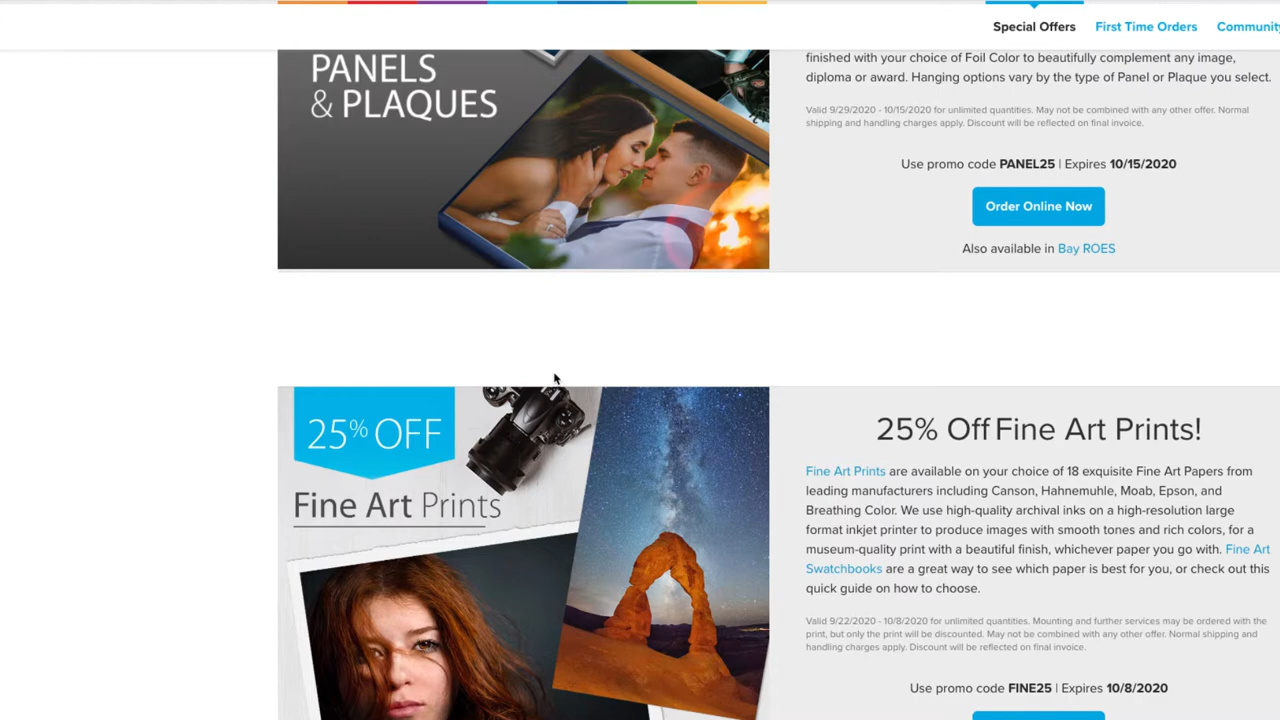 Special Offers
First Time Orders
Community
PANELS
& PLAQUES
finished with your choice of Foil Color to beautifully complement any image,
diploma or award. Hanging options vary by the type of Panel or Plaque you select.
Valid 9/29/2020 - 10/15/2020 for unlimited quantities. May not be combined with any other offer. Normal
shipping and handling charges apply. Discount will be reflected on final invoice.
Use promo code PANEL25 | Expires 10/15/2020
Order Online Now
Also available in Bay ROES
25% OFF
Fine Art Prints
25% Off Fine Art Prints!
Fine Art Prints are available on your choice of 18 exquisite Fine Art Papers from
leading manufacturers including Canson, Hahnemuhle, Moab, Epson, and
Breathing Color. We use high-quality archival inks on a high-resolution large
format inkjet printer to produce images with smooth tones and rich colors, for a
museum-quality print with a beautiful finish, whichever paper you go with. Fine Art
Swatchbooks are a great way to see which paper is best for you, or check out this
quick guide on how to choose.
Valid 9/22/2020 - 10/8/2020 for unlimited quantities. Mounting and further services may be ordered with the
print, but only the print will be discounted. May not be combined with any other offer. Normal shipping and
handling charges apply. Discount will be reflected on final invoice.
Use promo code FINE25 | Expires 10/8/2020